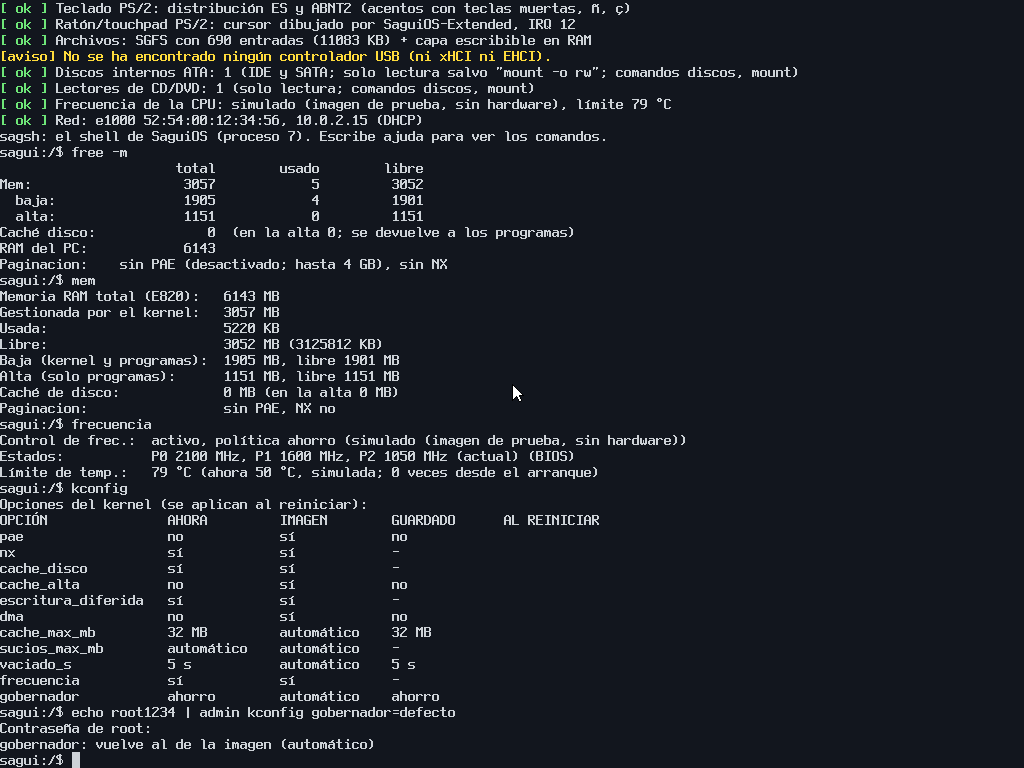 [ ok ] Teclado PS/2: distribución ES y ABNT2 (acentos con teclas muertas, ñ, ç)
[ ok ] Ratón/touchpad PS/2: cursor dibujado por SaguiOS-Extended, IRQ 12
[ ok ] Archivos: SGFS con 690 entradas (11083 KB) + capa escribible en RAM
[aviso] No se ha encontrado ningún controlador USB (ni xHCI ni EHCI).
[ ok ] Discos internos ATA: 1 (IDE y SATA; solo lectura salvo "mount -o rw"; comandos discos, mount)
[ ok ] Lectores de CD/DVD: 1 (solo lectura; comandos discos, mount)
[ ok ] Frecuencia de la CPU: simulado (imagen de prueba, sin hardware), límite 79 °C
[ ok ] Red: e1000 52:54:00:12:34:56, 10.0.2.15 (DHCP)
sagsh: el shell de SaguiOS (proceso 7). Escribe ajuda para ver los comandos.
sagui:/$ free -m
total usado libre
Mem: 3057 5 3052
baja: 1905 4 1901
alta: 1151 0 1151
Caché disco: 0 (en la alta 0; se devuelve a los programas)
RAM del PC: 6143
Paginacion: sin PAE (desactivado; hasta 4 GB), sin NX
sagui:/$ mem
Memoria RAM total (E820): 6143 MB
Gestionada por el kernel: 3057 MB
Usada: 5220 KB
Libre: 3052 MB (3125812 KB)
Baja (kernel y programas): 1905 MB, libre 1901 MB
Alta (solo programas): 1151 MB, libre 1151 MB
Caché de disco: 0 MB (en la alta 0 MB)
Paginacion: sin PAE, NX no
sagui:/$ frecuencia
Control de frec.: activo, política ahorro (simulado (imagen de prueba, sin hardware))
Estados: P0 2100 MHz, P1 1600 MHz, P2 1050 MHz (actual) (BIOS)
Límite de temp.: 79 °C (ahora 50 °C, simulada; 0 veces desde el arranque)
sagui:/$ kconfig
Opciones del kernel (se aplican al reiniciar):
OPCIÓN AHORA IMAGEN GUARDADO AL REINICIAR
pae no sí no
nx sí sí -
cache_disco sí sí -
cache_alta no sí no
escritura_diferida sí sí -
dma no sí no
cache_max_mb 32 MB automático 32 MB
sucios_max_mb automático automático -
vaciado_s 5 s automático 5 s
frecuencia sí sí -
gobernador ahorro automático ahorro
sagui:/$ echo root1234 | admin kconfig gobernador=defecto
Contraseña de root:
gobernador: vuelve al de la imagen (automático)
sagui:/$